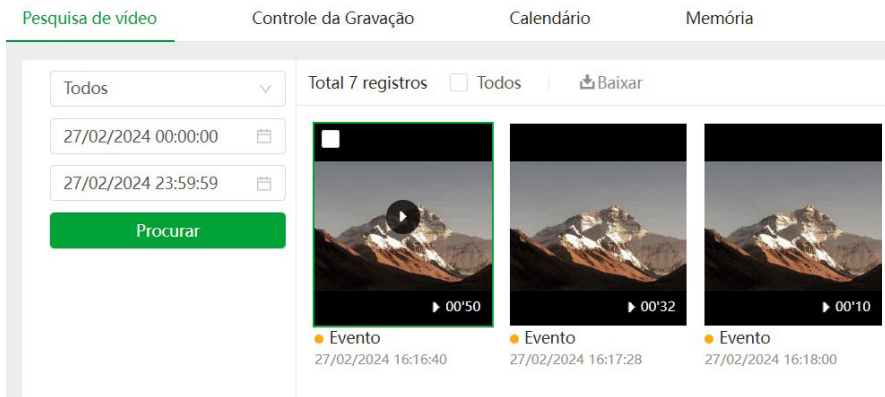 Pesquisa de vídeo Controle da Gravação Calendário Memória
Todos
27/02/2024 00:00:00
27/02/2024 23:59:59
Procurar
Total 7 registros Todos Baixar
00'50 00'32 00'10
Evento Evento Evento
27/02/2024 16:16:40 27/02/2024 16:17:28 27/02/2024 16:18:00